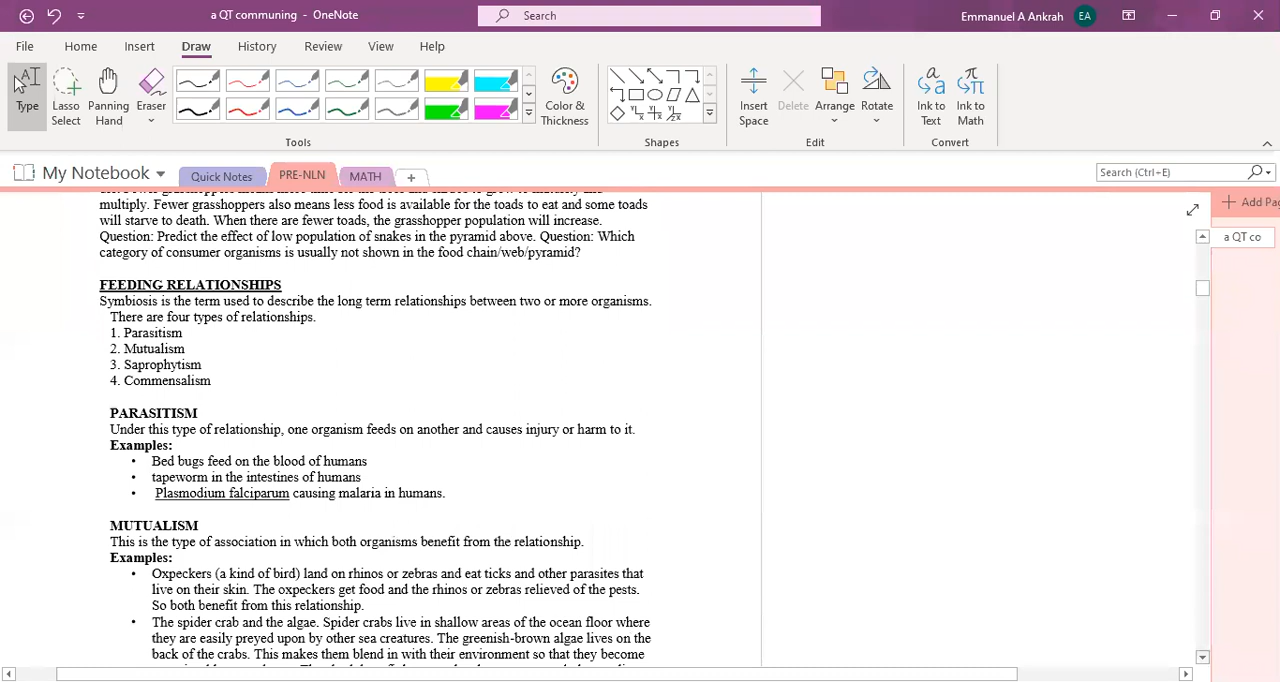 a QT communing - OneNote
Search
Emmanuel A Ankrah
EA
File
Home
Insert
Draw
History
Review
View
Help
Type
Lasso
Select
Panning
Hand
Eraser
Color &
Thickness
Insert
Space
Delete
Arrange
Rotate
Ink to
Text
Ink to
Math
Tools
Shapes
Edit
Convert
My Notebook
Quick Notes
PRE-NLN
MATH
Search (Ctrl+E)
Add Pag
a QT co
multiply. Fewer grasshoppers also means less food is available for the toads to eat and some toads
will starve to death. When there are fewer toads, the grasshopper population will increase.
Question: Predict the effect of low population of snakes in the pyramid above. Question: Which
category of consumer organisms is usually not shown in the food chain/web/pyramid?
FEEDING RELATIONSHIPS
Symbiosis is the term used to describe the long term relationships between two or more organisms.
There are four types of relationships.
1. Parasitism
2. Mutualism
3. Saprophytism
4. Commensalism
PARASITISM
Under this type of relationship, one organism feeds on another and causes injury or harm to it.
Examples:
• Bed bugs feed on the blood of humans
• tapeworm in the intestines of humans
• Plasmodium falciparum causing malaria in humans.
MUTUALISM
This is the type of association in which both organisms benefit from the relationship.
Examples:
• Oxpeckers (a kind of bird) land on rhinos or zebras and eat ticks and other parasites that
live on their skin. The oxpeckers get food and the rhinos or zebras relieved of the pests.
So both benefit from this relationship.
• The spider crab and the algae. Spider crabs live in shallow areas of the ocean floor where
they are easily preyed upon by other sea creatures. The greenish-brown algae lives on the
back of the crabs. This makes them blend in with their environment so that they become